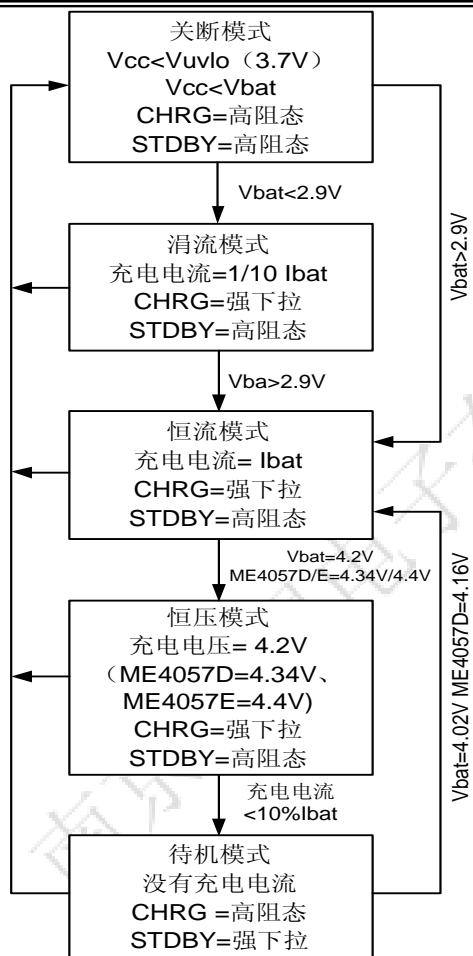 关断模式
Vcc<Vuvlo（3.7V）
Vcc<Vbat
CHRG=高阻态
STDBY=高阻态
Vbat<2.9V
Vbat>2.9V
涓流模式
充电电流=1/10 Ibat
CHRG=强下拉
STDBY=高阻态
Vba>2.9V
恒流模式
充电电流= Ibat
CHRG=强下拉
STDBY=高阻态
Vbat=4.2V
ME4057D/E=4.34V/4.4V
恒压模式
充电电压= 4.2V
（ME4057D=4.34V、
ME4057E=4.4V)
CHRG=强下拉
STDBY=高阻态
Vbat=4.02V ME4057D=4.16V
充电电流
<10%Ibat
待机模式
没有充电电流
CHRG =高阻态
STDBY=强下拉